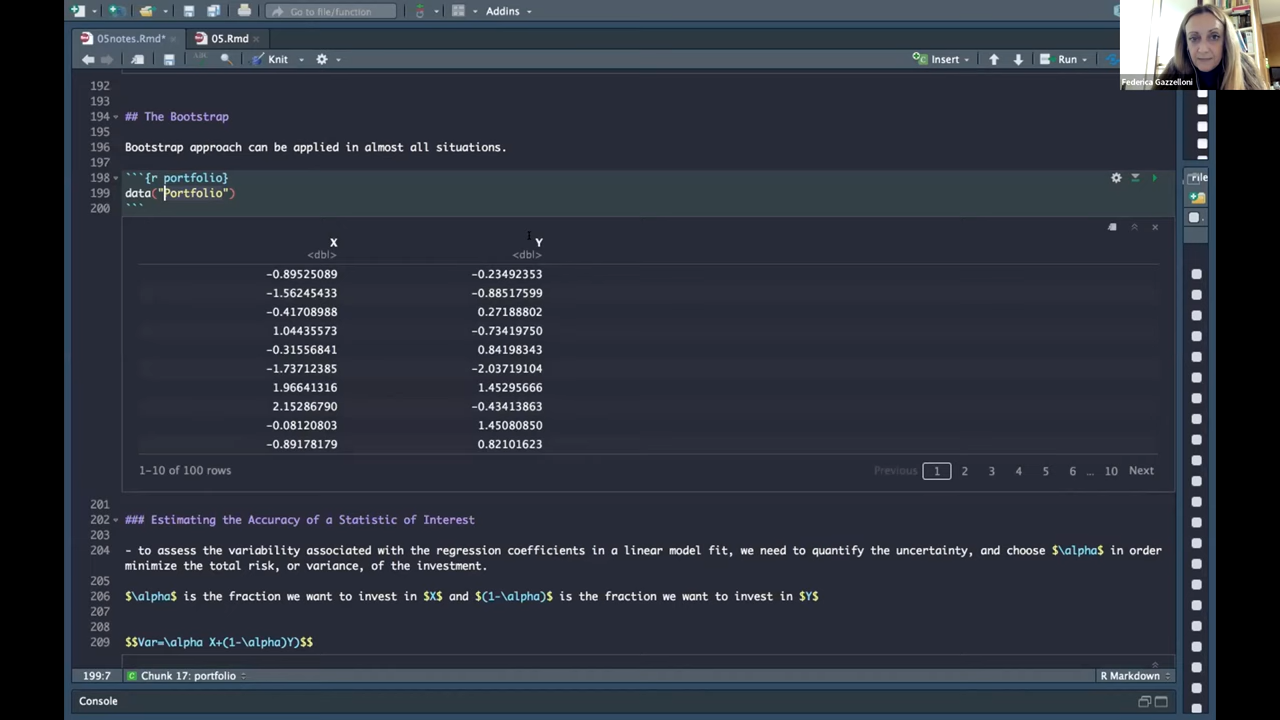 Go to file/function
Addins
Federica Gazzelloni
05notes.Rmd*
05.Rmd
ABC
Knit
Insert
Run
192
193
194 ## The Bootstrap
195
196 Bootstrap approach can be applied in almost all situations.
197
198 ```{r portfolio}
199 data("Portfolio")
200 ```
File
X Y
<dbl> <dbl>
-0.89525089 -0.23492353
-1.56245433 -0.88517599
-0.41708988 0.27188802
1.04435573 -0.73419750
-0.31556841 0.84198343
-1.73712385 -2.03719104
1.96641316 1.45295666
2.15286790 -0.43413863
-0.08120803 1.45080850
-0.89178179 0.82101623
1-10 of 100 rows Previous 1 2 3 4 5 6 ... 10 Next
201
202 ### Estimating the Accuracy of a Statistic of Interest
203
204 - to assess the variability associated with the regression coefficients in a linear model fit, we need to quantify the uncertainty, and choose $\alpha$ in order
minimize the total risk, or variance, of the investment.
205
206 $\alpha$ is the fraction we want to invest in $X$ and $(1-\alpha)$ is the fraction we want to invest in $Y$
207
208
209 $$Var=\alpha X+(1-\alpha)Y)$$
199:7 Chunk 17: portfolio R Markdown
Console